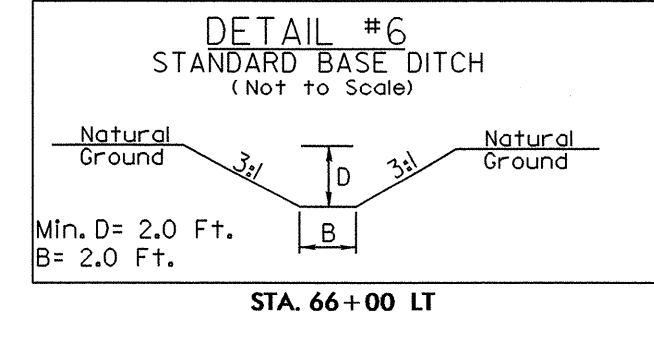 DETAIL #6
STANDARD BASE DITCH
(Not to Scale)
Natural
Ground
3:1
D
3:1
Natural
Ground
B
Min. D= 2.0 Ft.
B= 2.0 Ft.
STA. 66+00 LT